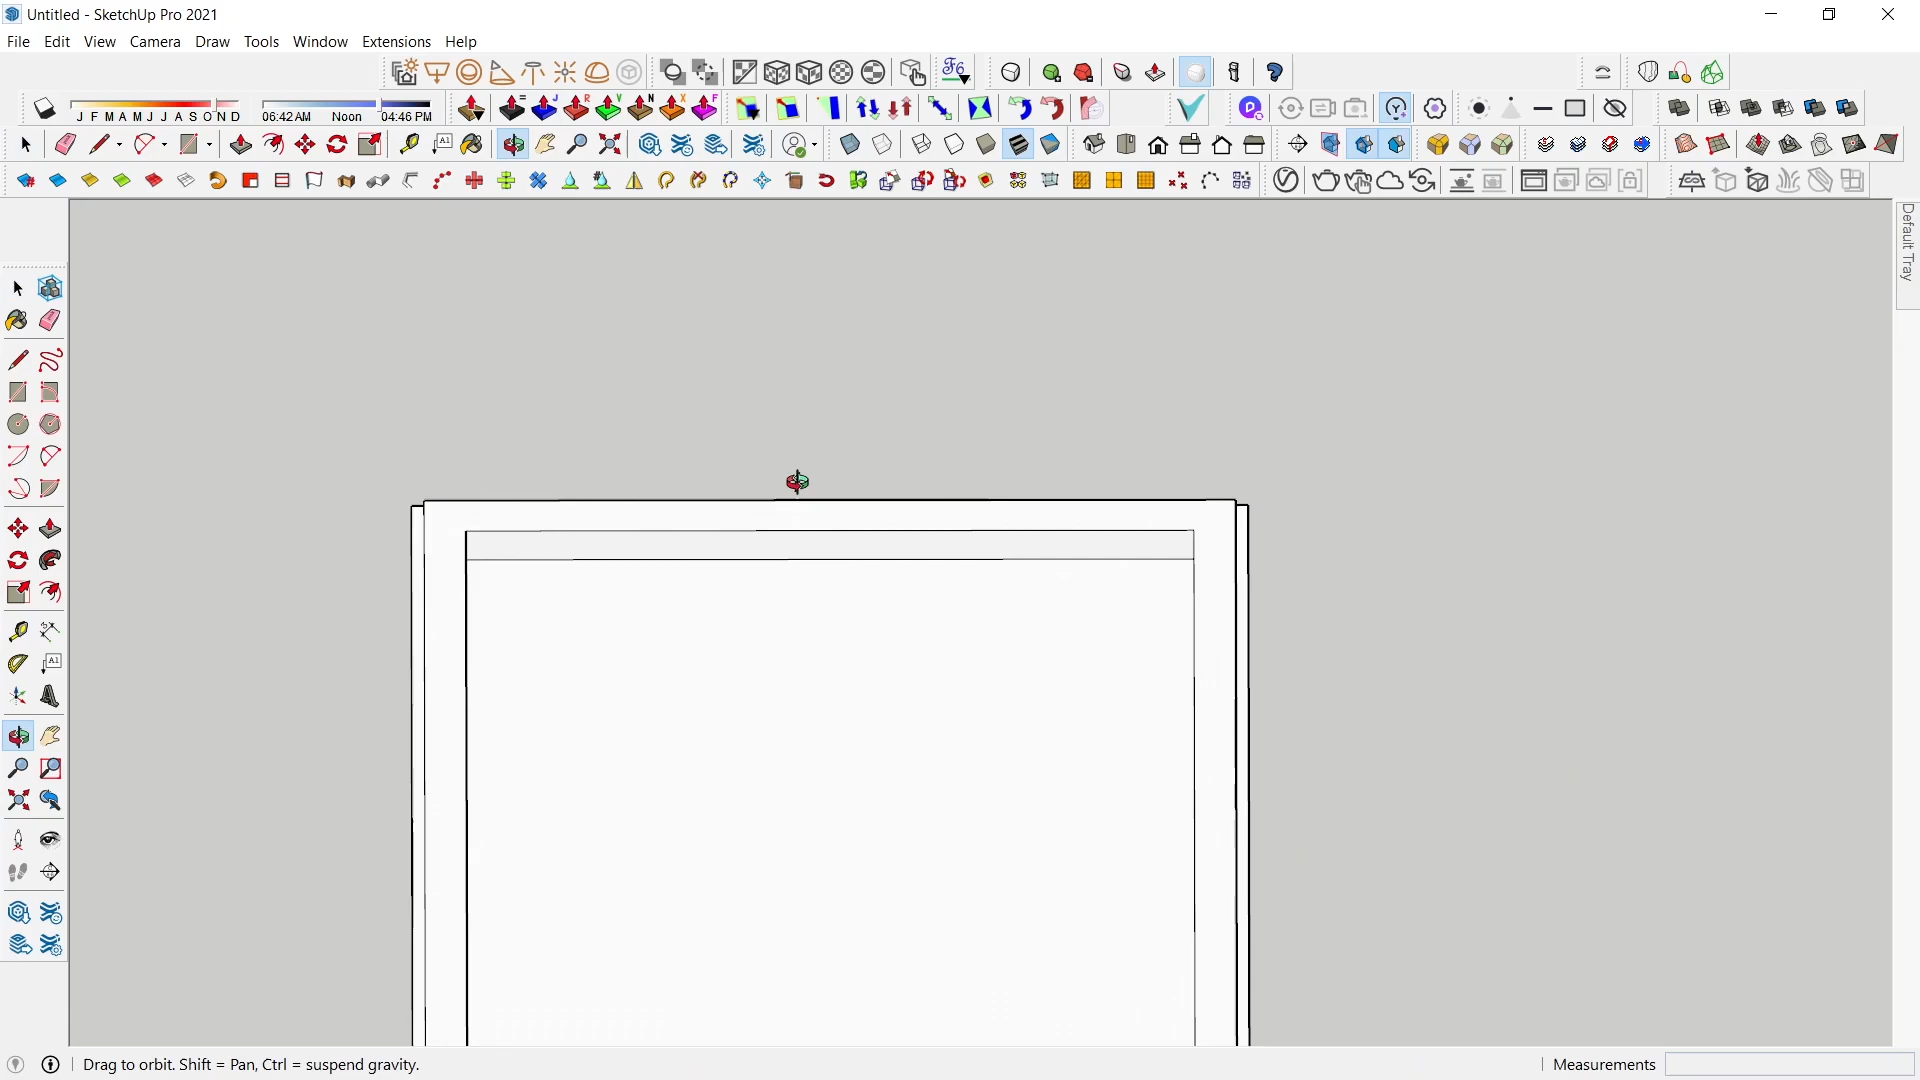 Untitled - SketchUp Pro 2021
File Edit View Camera Draw Tools Window Extensions Help
J F M A M J J A S O N D 06:42 AM Noon 04:46 PM
Default Tray
Drag to orbit. Shift = Pan, Ctrl = suspend gravity.
Measurements